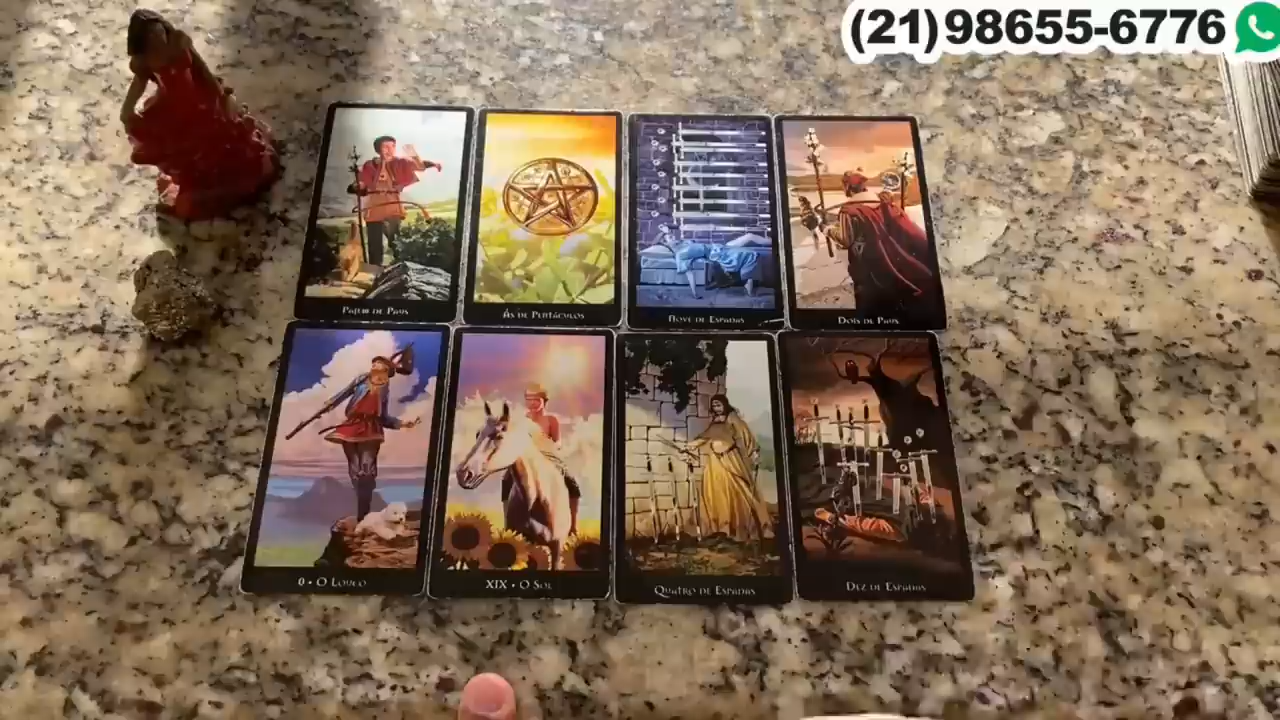 (21)98655-6776
Pajem de Paus
Ás de Pentáculos
Nove de Espadas
Dois de Paus
0 • O Louco
XIX • O Sol
Quatro de Espadas
Dez de Espadas